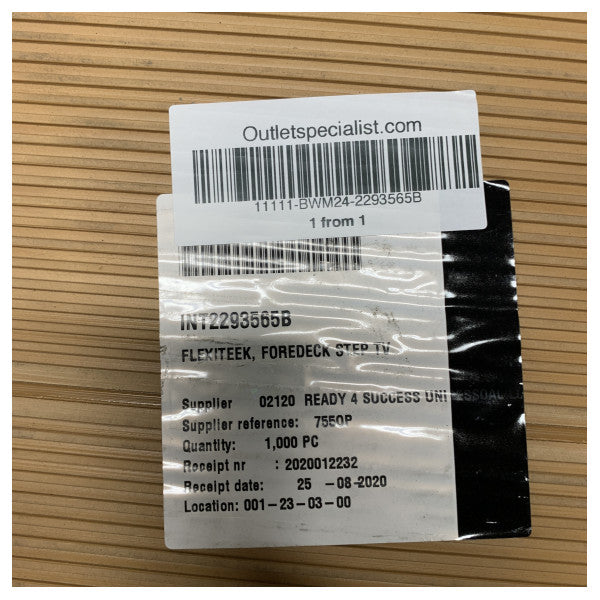 Outletspecialist.com
11111-BWM24-2293565B
1 from 1
INT2293565B
FLEXITEEK, FOREDECK STEP TV
Supplier 02120 READY 4 SUCCESS UNI
Supplier reference: 7550P
Quantity: 1,000 PC
Receipt nr : 2020012232
Receipt date: 25 -08-2020
Location: 001-23-03-00